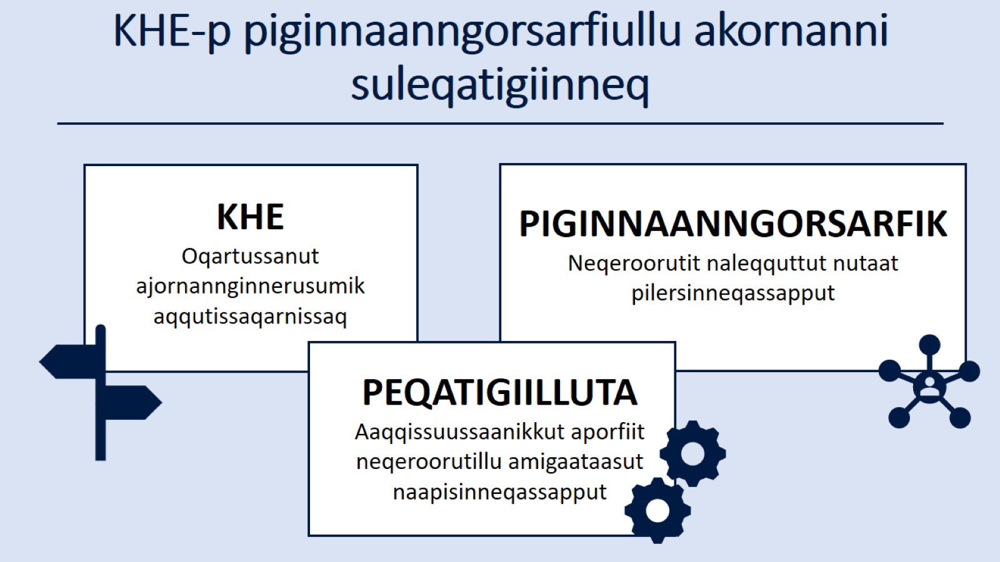 KHE-p piginnaanngorsarfiullu akornanni
suleqatigiinneq
KHE
Oqartussanut
ajornannginnerusumik
aqqutissaqarnissaq
PIGINNAANNGORSARFIK
Neqeroorutit naleqquttut nutaat
pilersinneqassapput
PEQATIGIILLUTA
Aaqqissuussaanikkut aporfiit
neqeroorutillu amigaataasut
naapisinneqassapput